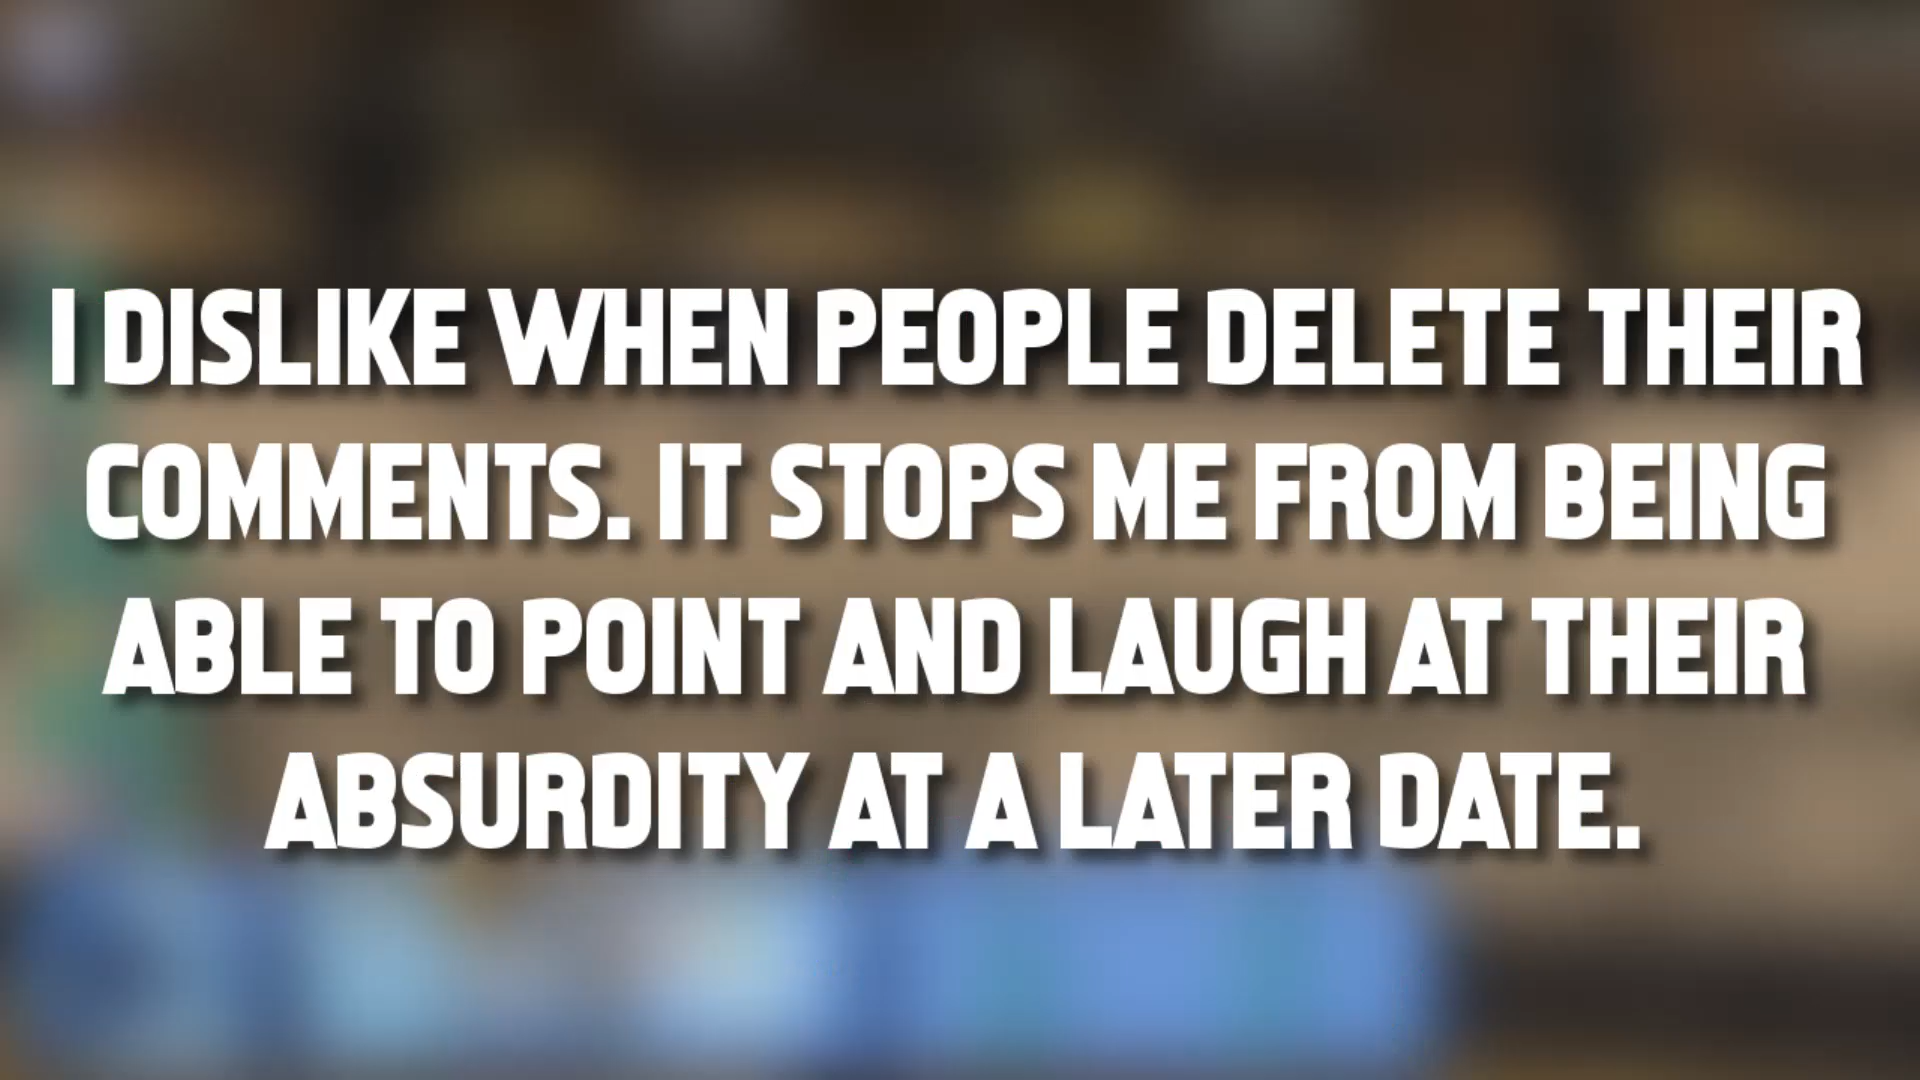 I DISLIKE WHEN PEOPLE DELETE THEIR
COMMENTS. IT STOPS ME FROM BEING
ABLE TO POINT AND LAUGH AT THEIR
ABSURDITY AT A LATER DATE.